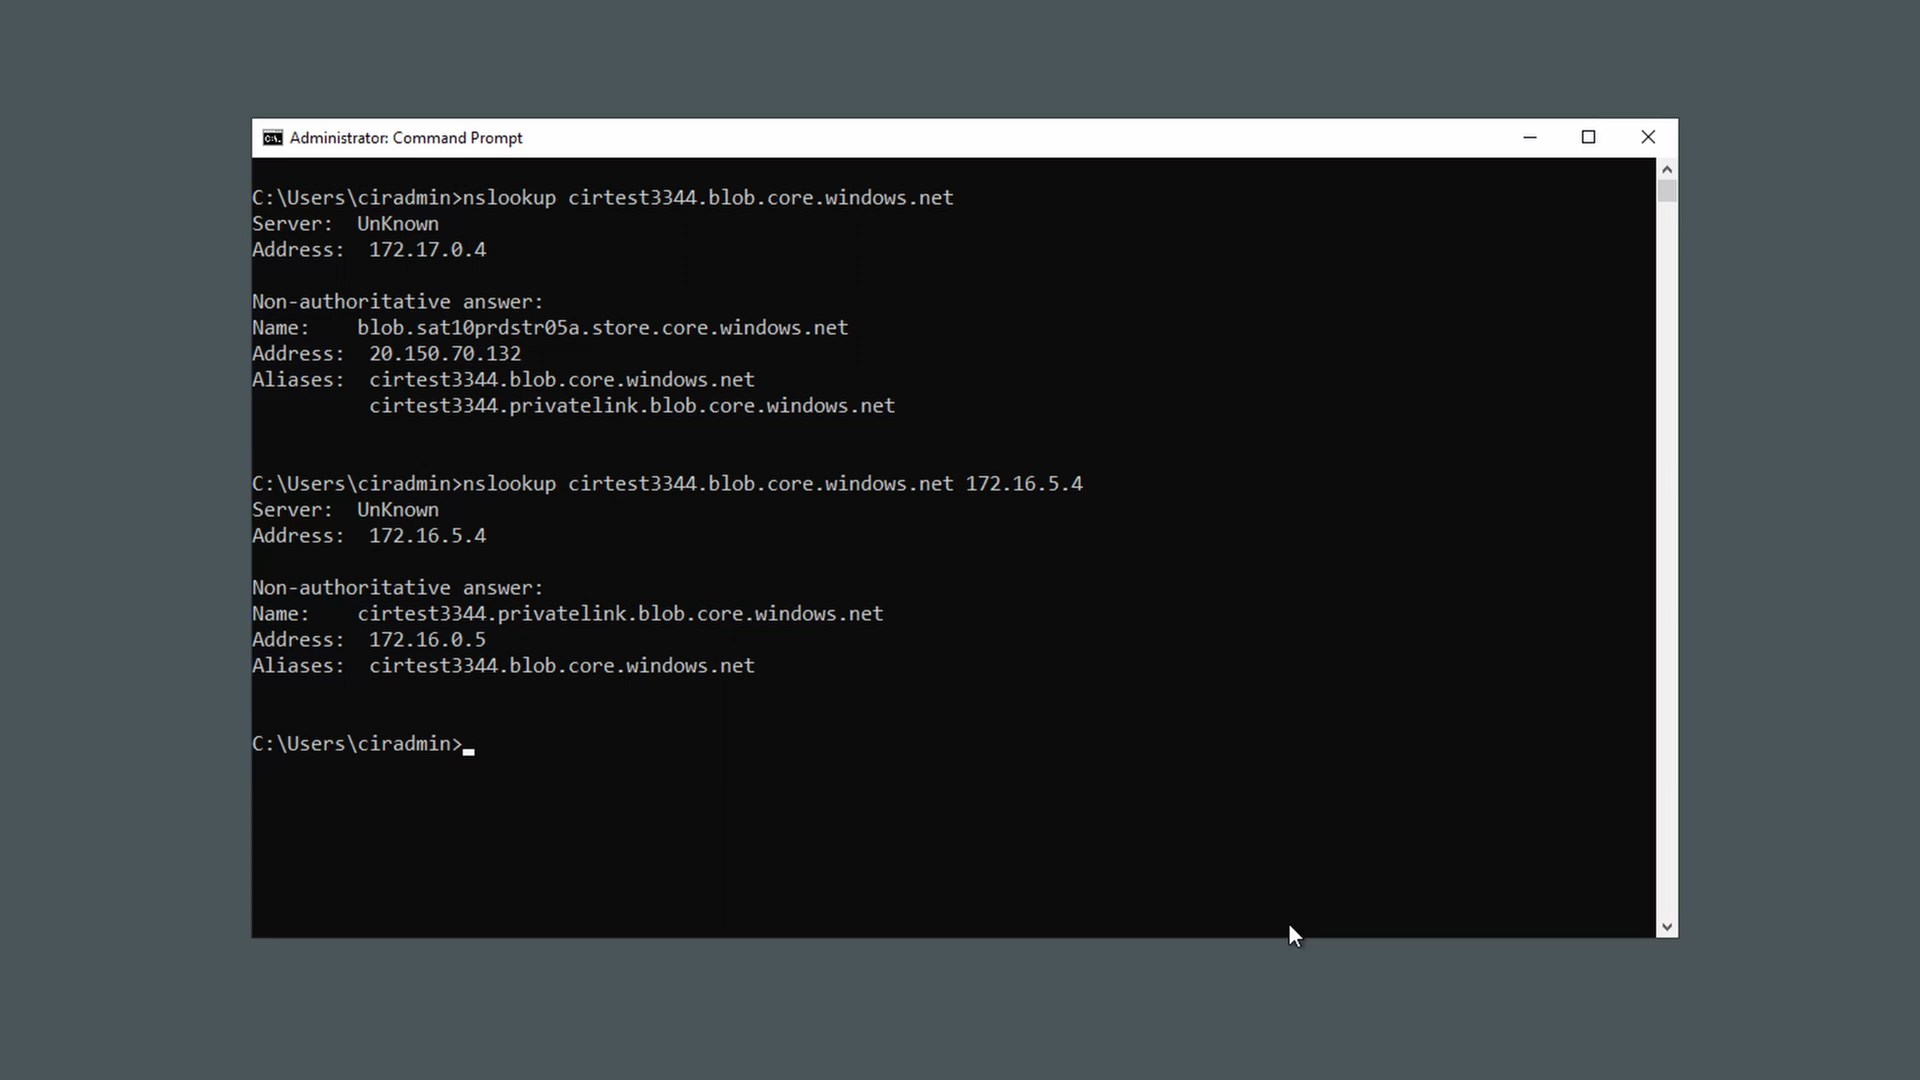 Administrator: Command Prompt
C:\Users\ciradmin>nslookup cirtest3344.blob.core.windows.net
Server:  UnKnown
Address:  172.17.0.4
Non-authoritative answer:
Name:    blob.sat10prdstr05a.store.core.windows.net
Address:  20.150.70.132
Aliases:  cirtest3344.blob.core.windows.net
cirtest3344.privatelink.blob.core.windows.net
C:\Users\ciradmin>nslookup cirtest3344.blob.core.windows.net 172.16.5.4
Server:  UnKnown
Address:  172.16.5.4
Non-authoritative answer:
Name:    cirtest3344.privatelink.blob.core.windows.net
Address:  172.16.0.5
Aliases:  cirtest3344.blob.core.windows.net
C:\Users\ciradmin>